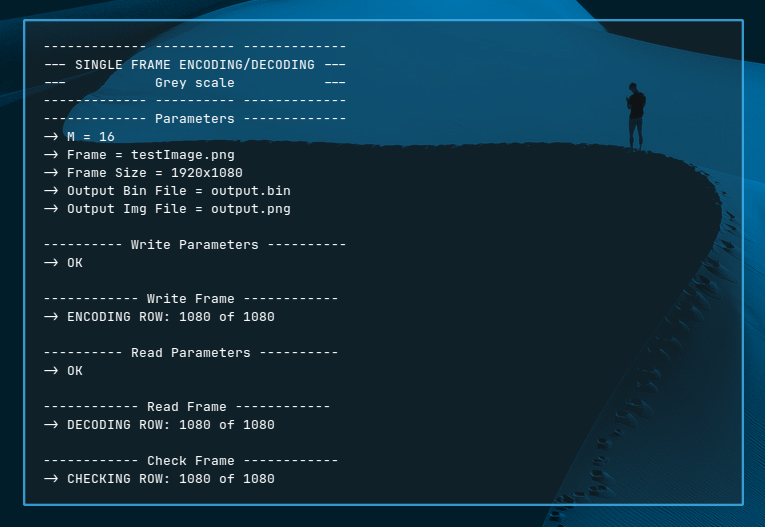 ------------- ---------- -------------
--- SINGLE FRAME ENCODING/DECODING ---
---           Grey scale           ---
------------- ---------- -------------
------------- Parameters -------------
-> M = 16
-> Frame = testImage.png
-> Frame Size = 1920x1080
-> Output Bin File = output.bin
-> Output Img File = output.png
---------- Write Parameters -----------
-> OK
------------ Write Frame ------------
-> ENCODING ROW: 1080 of 1080
---------- Read Parameters ----------
-> OK
------------ Read Frame -----------
-> DECODING ROW: 1080 of 1080
------------ Check Frame ------------
-> CHECKING ROW: 1080 of 1080